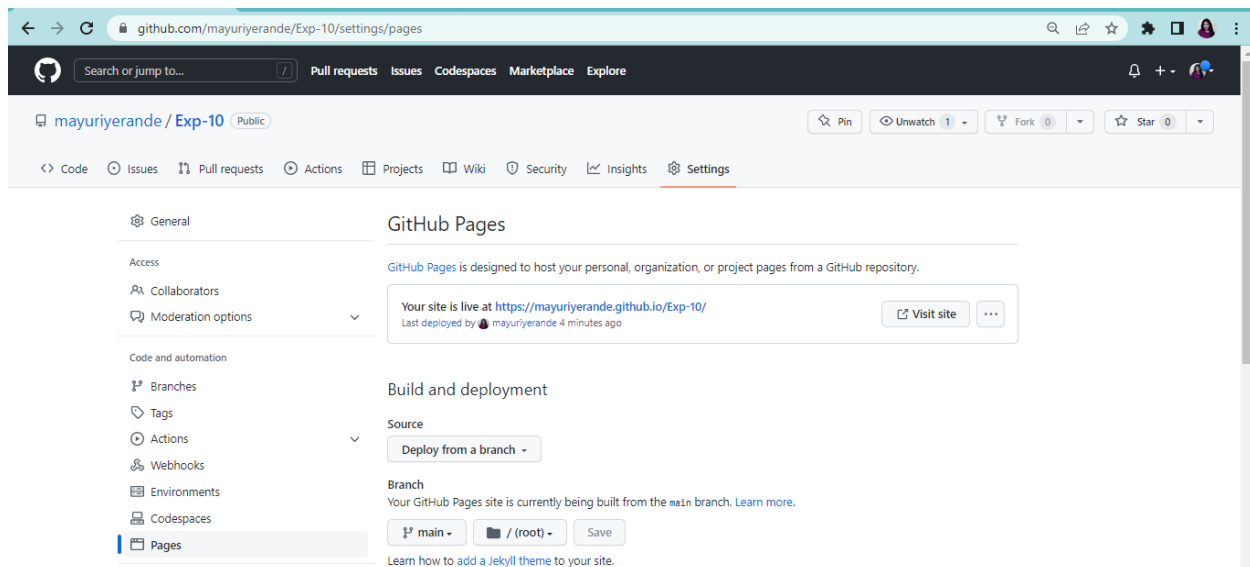 github.com/mayuriyerande/Exp-10/settings/pages
Search or jump to... / Pull requests Issues Codespaces Marketplace Explore
mayuriyerande / Exp-10 Public Pin Unwatch 1 Fork 0 Star 0
Code Issues Pull requests Actions Projects Wiki Security Insights Settings
General
Access
Collaborators
Moderation options
Code and automation
Branches
Tags
Actions
Webhooks
Environments
Codespaces
Pages
GitHub Pages
GitHub Pages is designed to host your personal, organization, or project pages from a GitHub repository.
Your site is live at https://mayuriyerande.github.io/Exp-10/
Last deployed by mayuriyerande 4 minutes ago
Visit site
Build and deployment
Source
Deploy from a branch
Branch
Your GitHub Pages site is currently being built from the main branch. Learn more.
main / (root) Save
Learn how to add a Jekyll theme to your site.